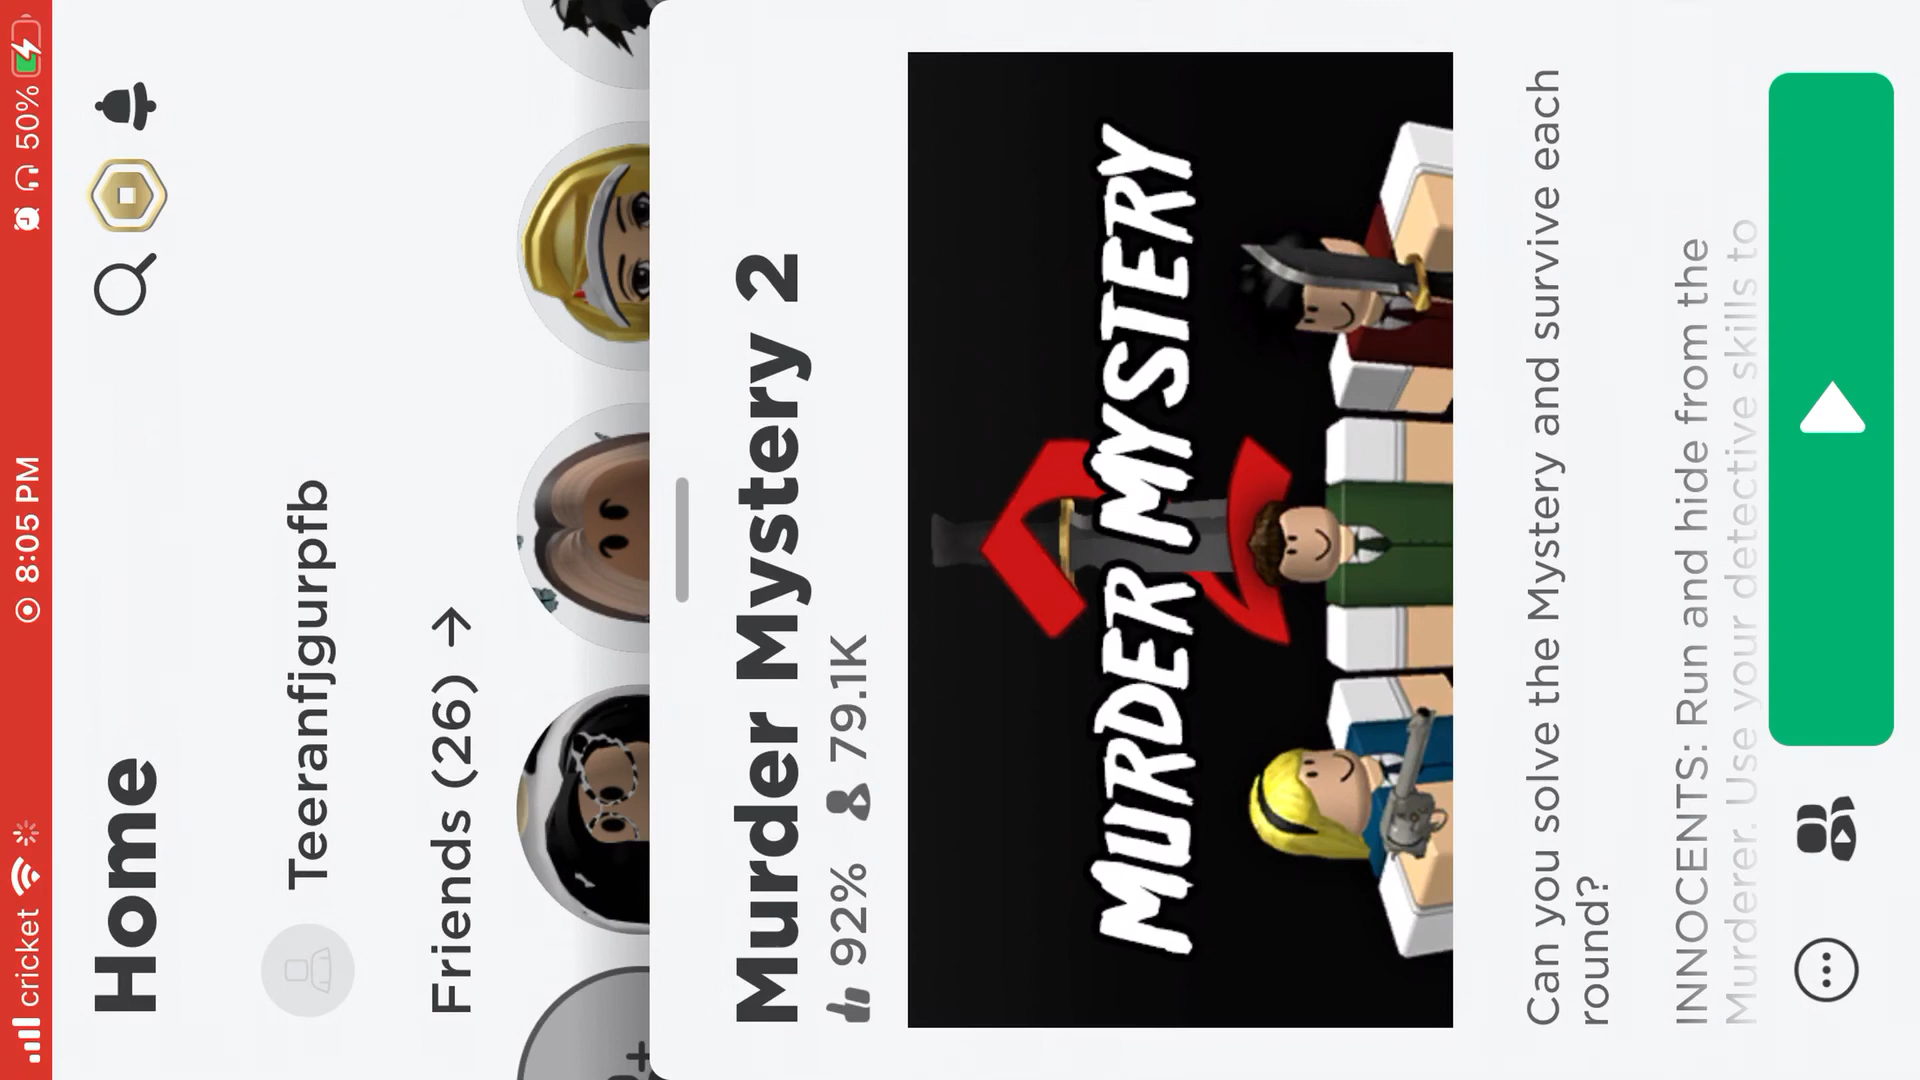 cricket 8:05 PM 50%
Home
Teeranfjgurpfb
Friends (26) →
Murder Mystery 2
92% 79.1K
2
MURDER MYSTERY
Can you solve the Mystery and survive each
round?
INNOCENTS: Run and hide from the
Murderer. Use your detective skills to